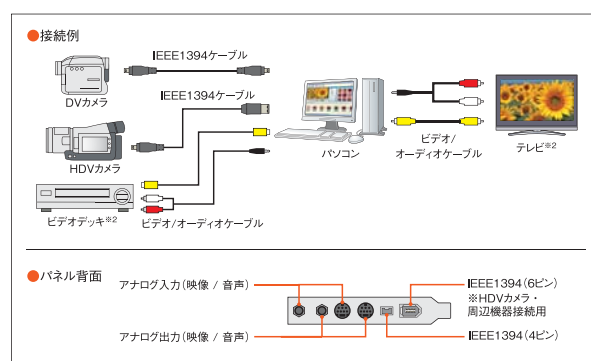 ●接続例
IEEE1394ケーブル
DVカメラ
IEEE1394ケーブル
HDVカメラ
ビデオデッキ※2
ビデオ/オーディオケーブル
パソコン
ビデオ/
オーディオケーブル
テレビ※2
●パネル背面
アナログ入力(映像 / 音声)
アナログ出力(映像 / 音声)
IEEE1394(6ピン)
※HDVカメラ・
周辺機器接続用
IEEE1394(4ピン)